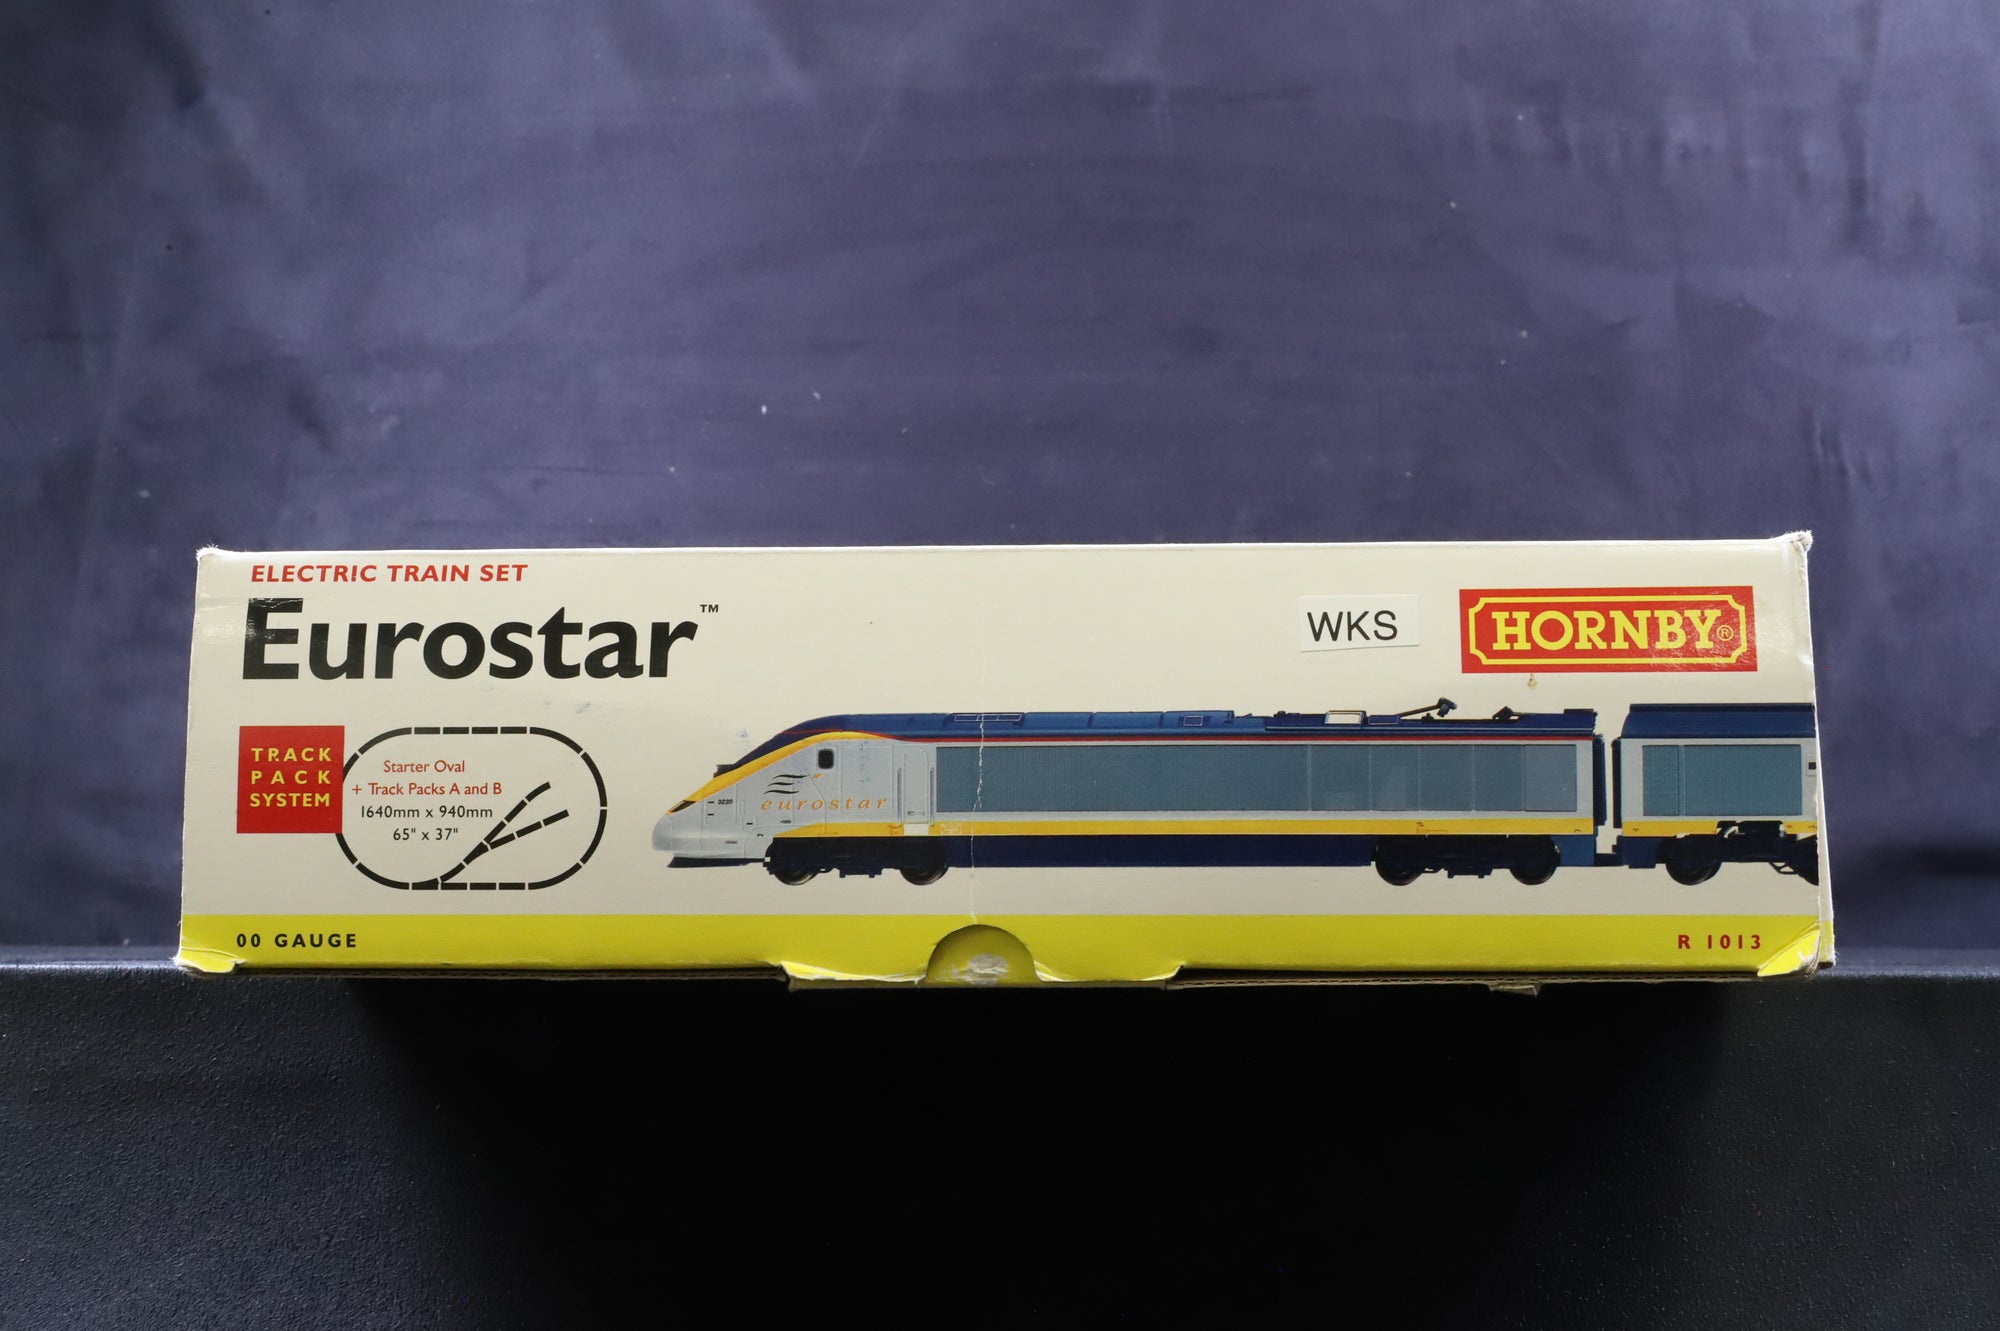 ELECTRIC TRAIN SET
Eurostar™
WKS
HORNBY®
TRACK
PACK
SYSTEM
Starter Oval
+ Track Packs A and B
1640mm x 940mm
65" x 37"
3220
eurostar
00 GAUGE
R 1013